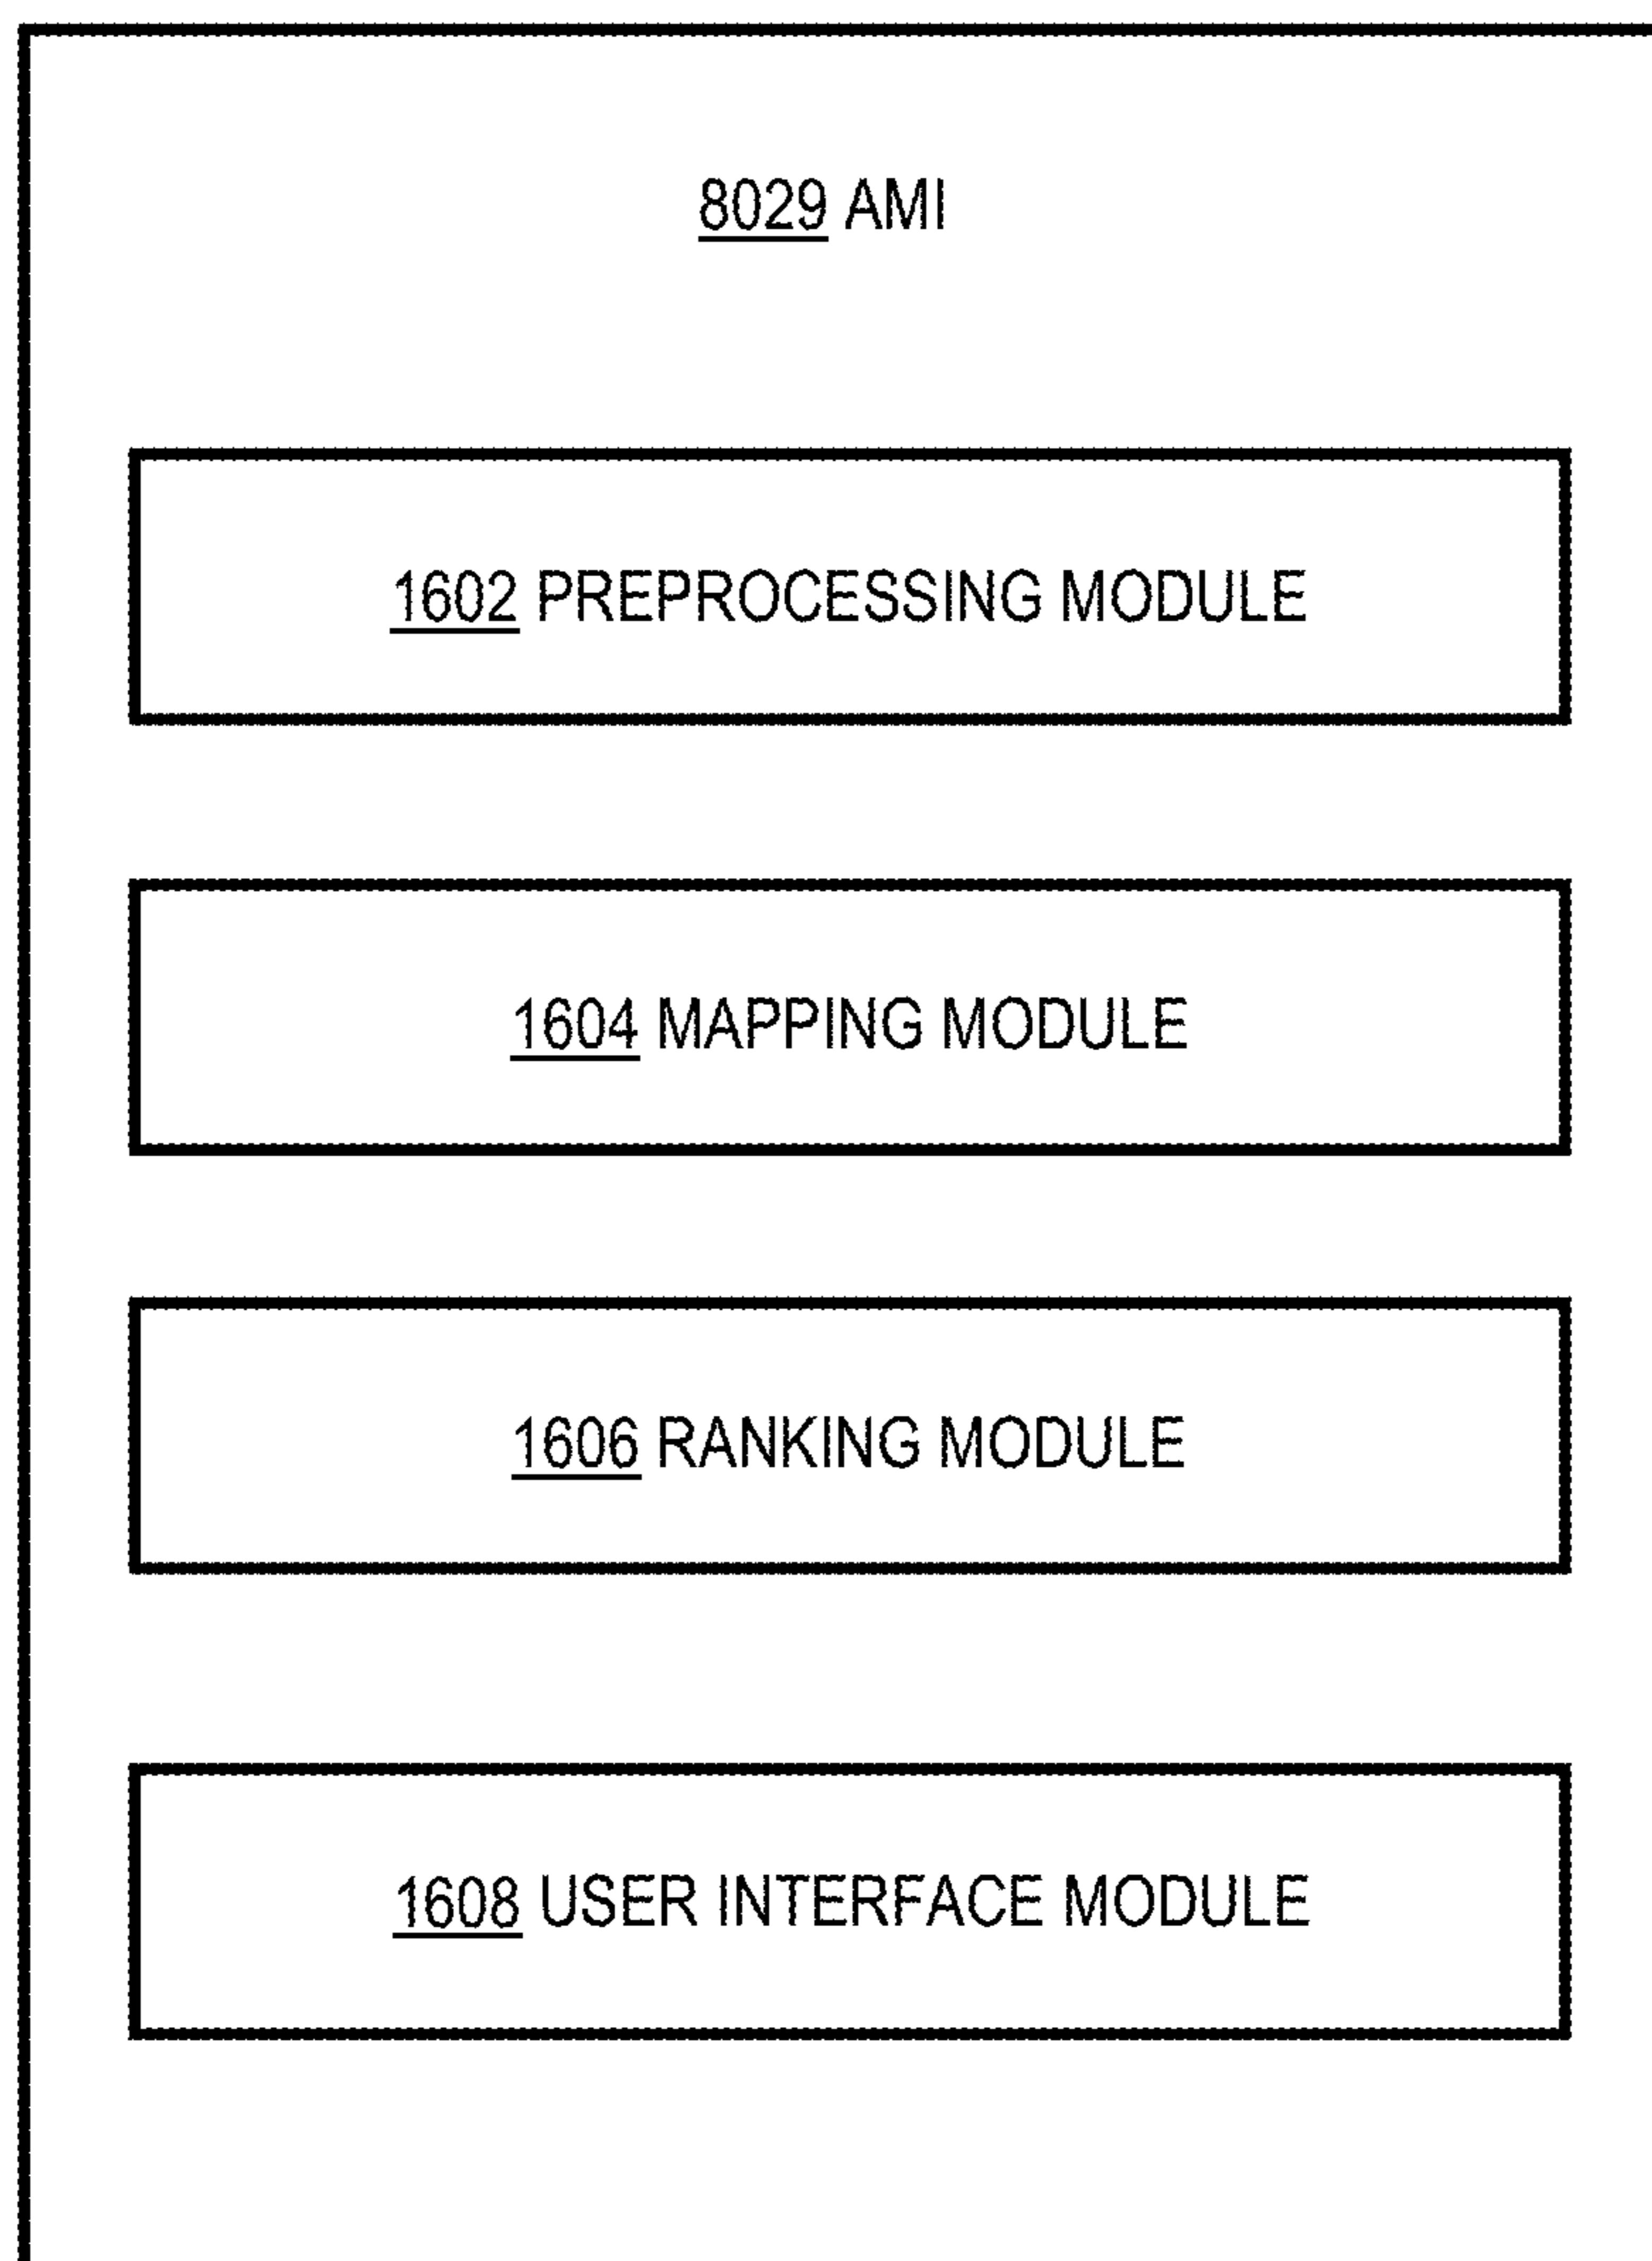 8029 AMI
1602 PREPROCESSING MODULE
1604 MAPPING MODULE
1606 RANKING MODULE
1608 USER INTERFACE MODULE